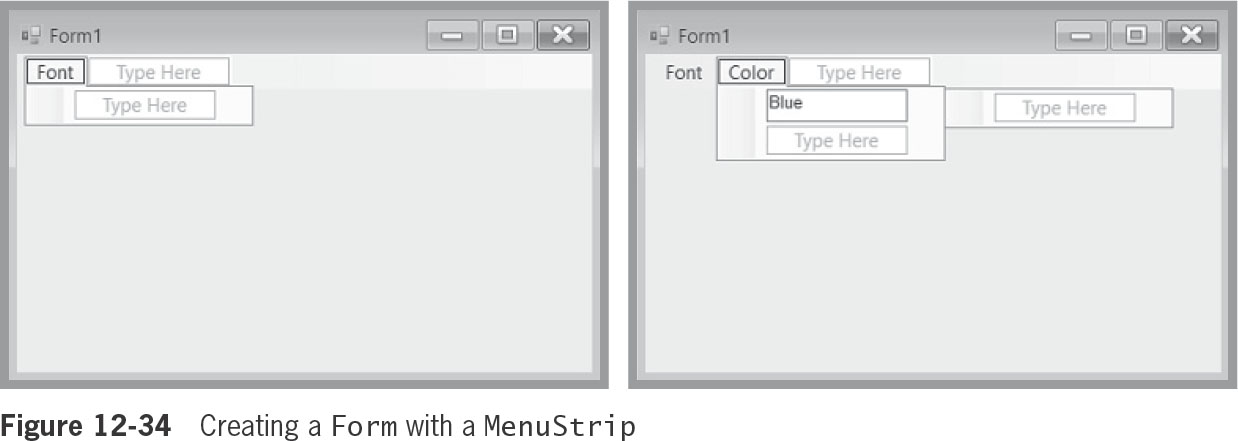 Form1
Font Type Here
Type Here
Form1
Font Color Type Here
Blue Type Here
Type Here
Figure 12-34 Creating a Form with a MenuStrip